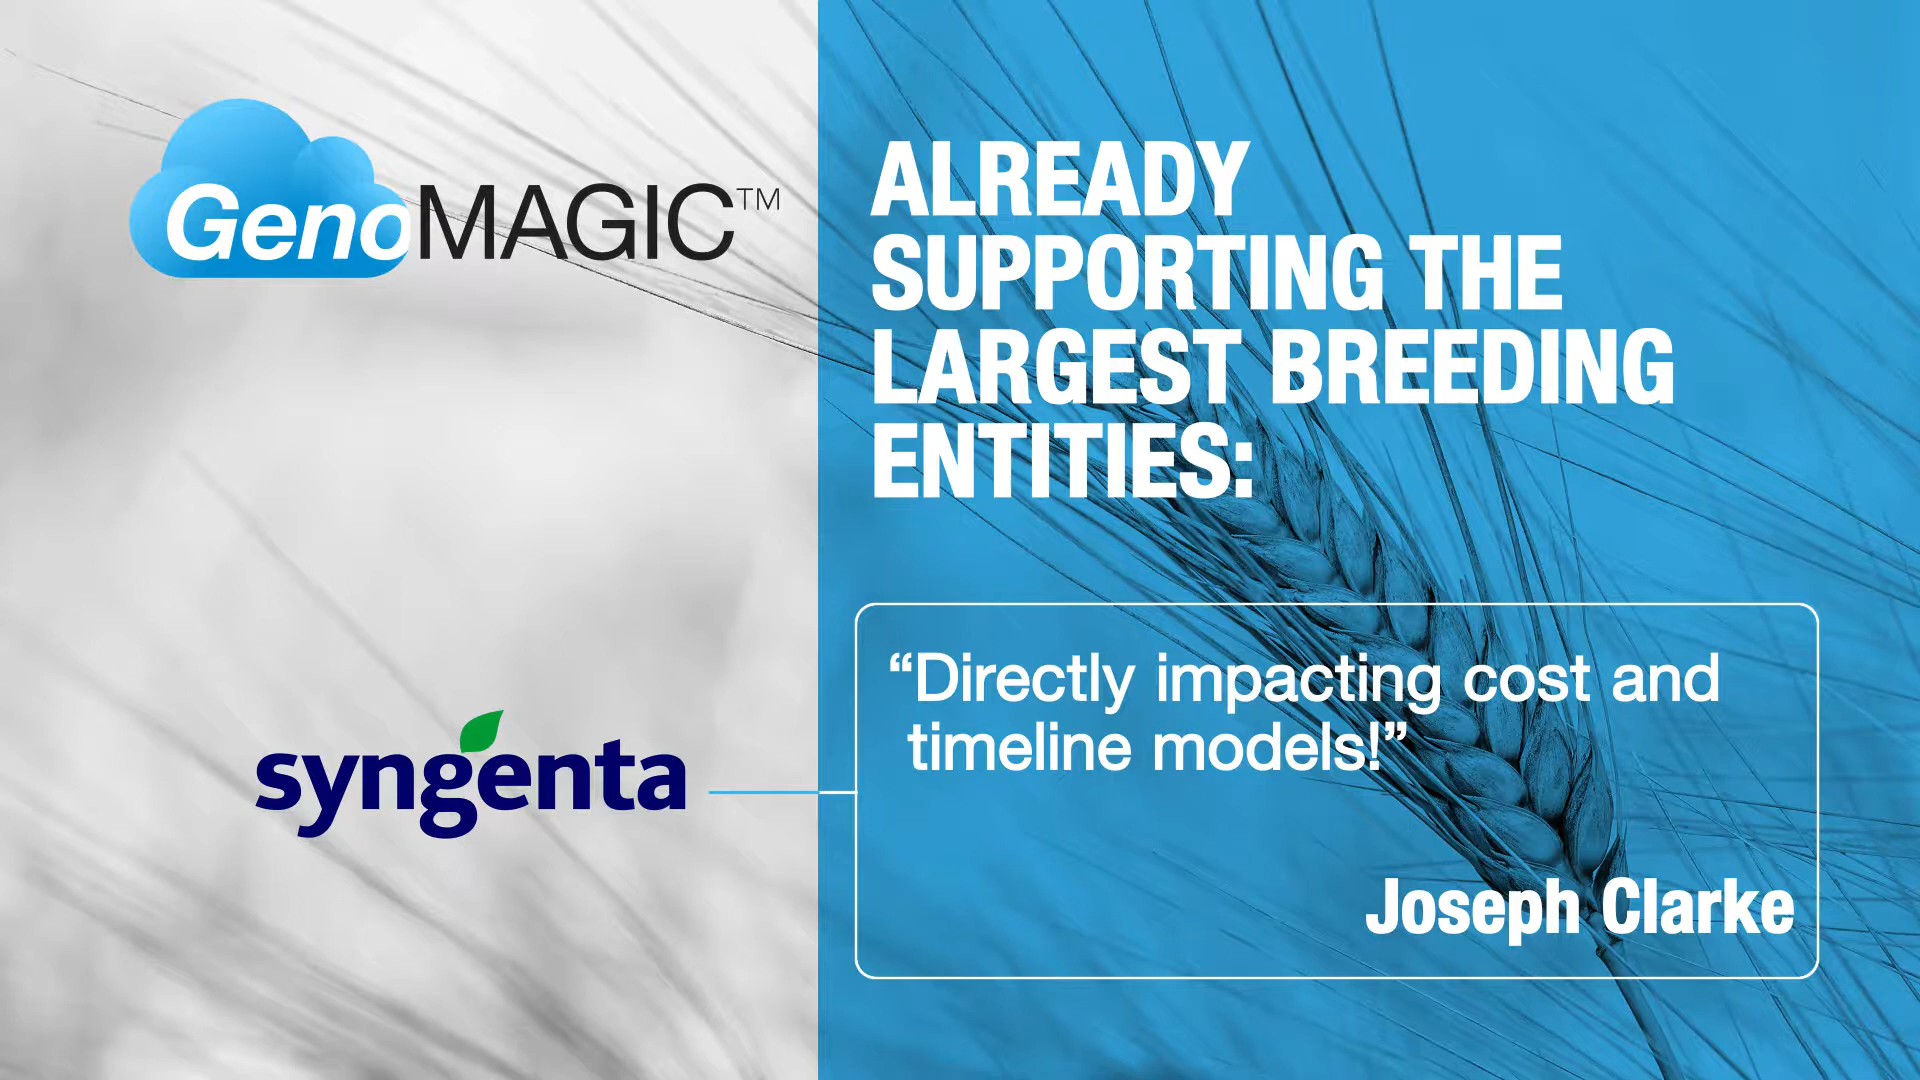 GenoMAGIC™
ALREADY
SUPPORTING THE
LARGEST BREEDING
ENTITIES:
syngenta
“Directly impacting cost and
timeline models!”
Joseph Clarke